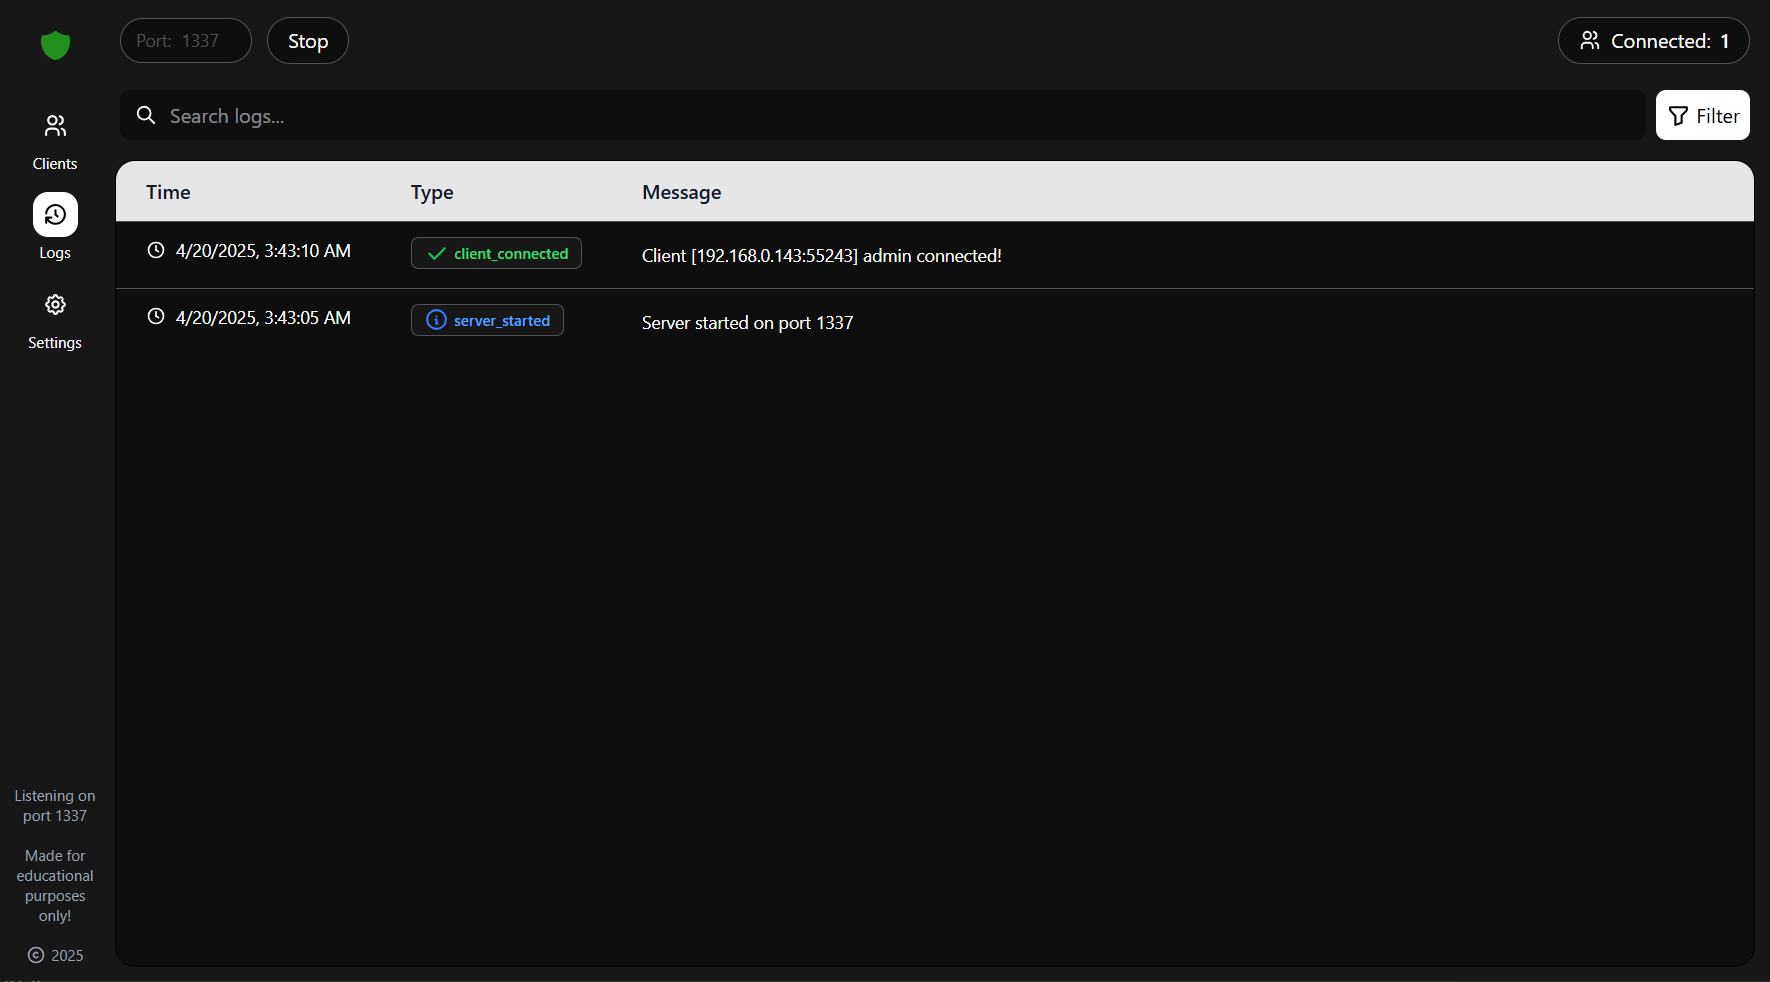 Port: 1337
Stop
Connected: 1
Search logs...
Filter
Clients
Logs
Settings
Time Type Message
4/20/2025, 3:43:10 AM client_connected Client [192.168.0.143:55243] admin connected!
4/20/2025, 3:43:05 AM server_started Server started on port 1337
Listening on
port 1337
Made for
educational
purposes
only!
© 2025